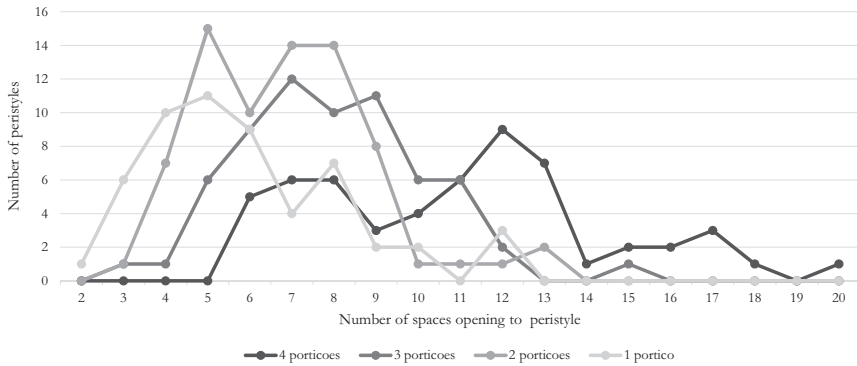 16
14
12
10
8
6
4
2
0
Number of peristyles
2 3 4 5 6 7 8 9 10 11 12 13 14 15 16 17 18 19 20
Number of spaces opening to peristyle
4 porticoes 3 porticoes 2 porticoes 1 portico